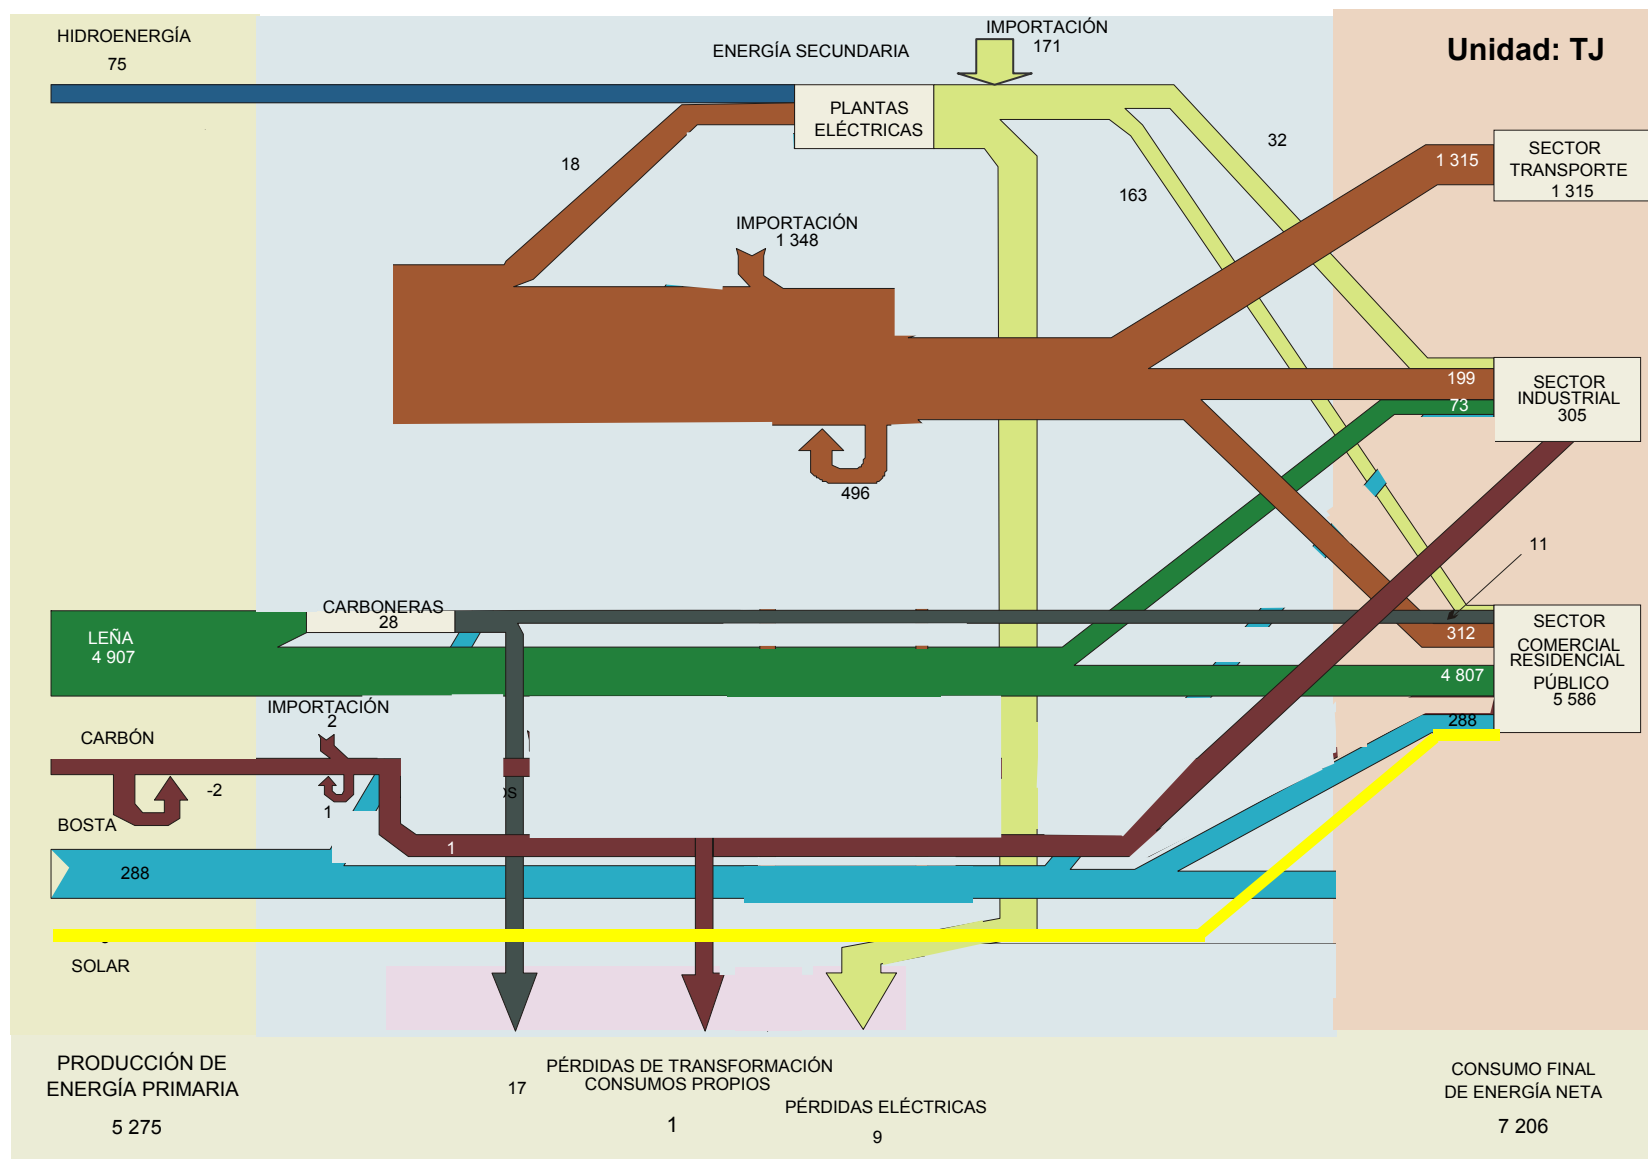 HIDROENERGÍA
75
ENERGÍA SECUNDARIA
IMPORTACIÓN
171
Unidad: TJ
PLANTAS
ELÉCTRICAS
18
32
163
1 315
SECTOR
TRANSPORTE
1 315
IMPORTACIÓN
1 348
199
73
SECTOR
INDUSTRIAL
305
496
11
CARBONERAS
28
LEÑA
4 907
312
4 807
288
SECTOR
COMERCIAL
RESIDENCIAL
PÚBLICO
5 586
IMPORTACIÓN
2
CARBÓN
-2
1
BOSTA
1
288
SOLAR
PRODUCCIÓN DE
ENERGÍA PRIMARIA
5 275
17
PÉRDIDAS DE TRANSFORMACIÓN
CONSUMOS PROPIOS
1
PÉRDIDAS ELÉCTRICAS
9
CONSUMO FINAL
DE ENERGÍA NETA
7 206